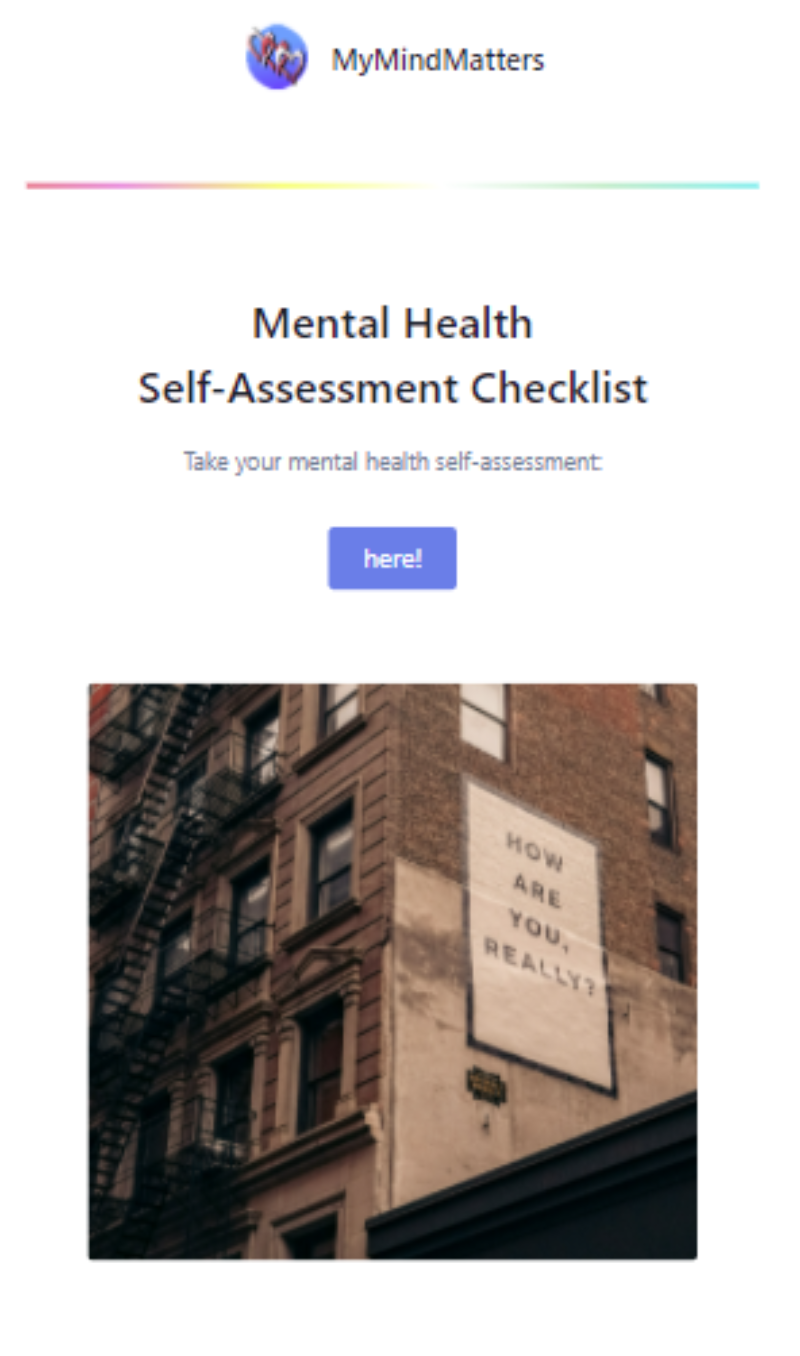 MyMindMatters
Mental Health
Self-Assessment Checklist
Take your mental health self-assessment:
here!
HOW
ARE
YOU,
REALLY?